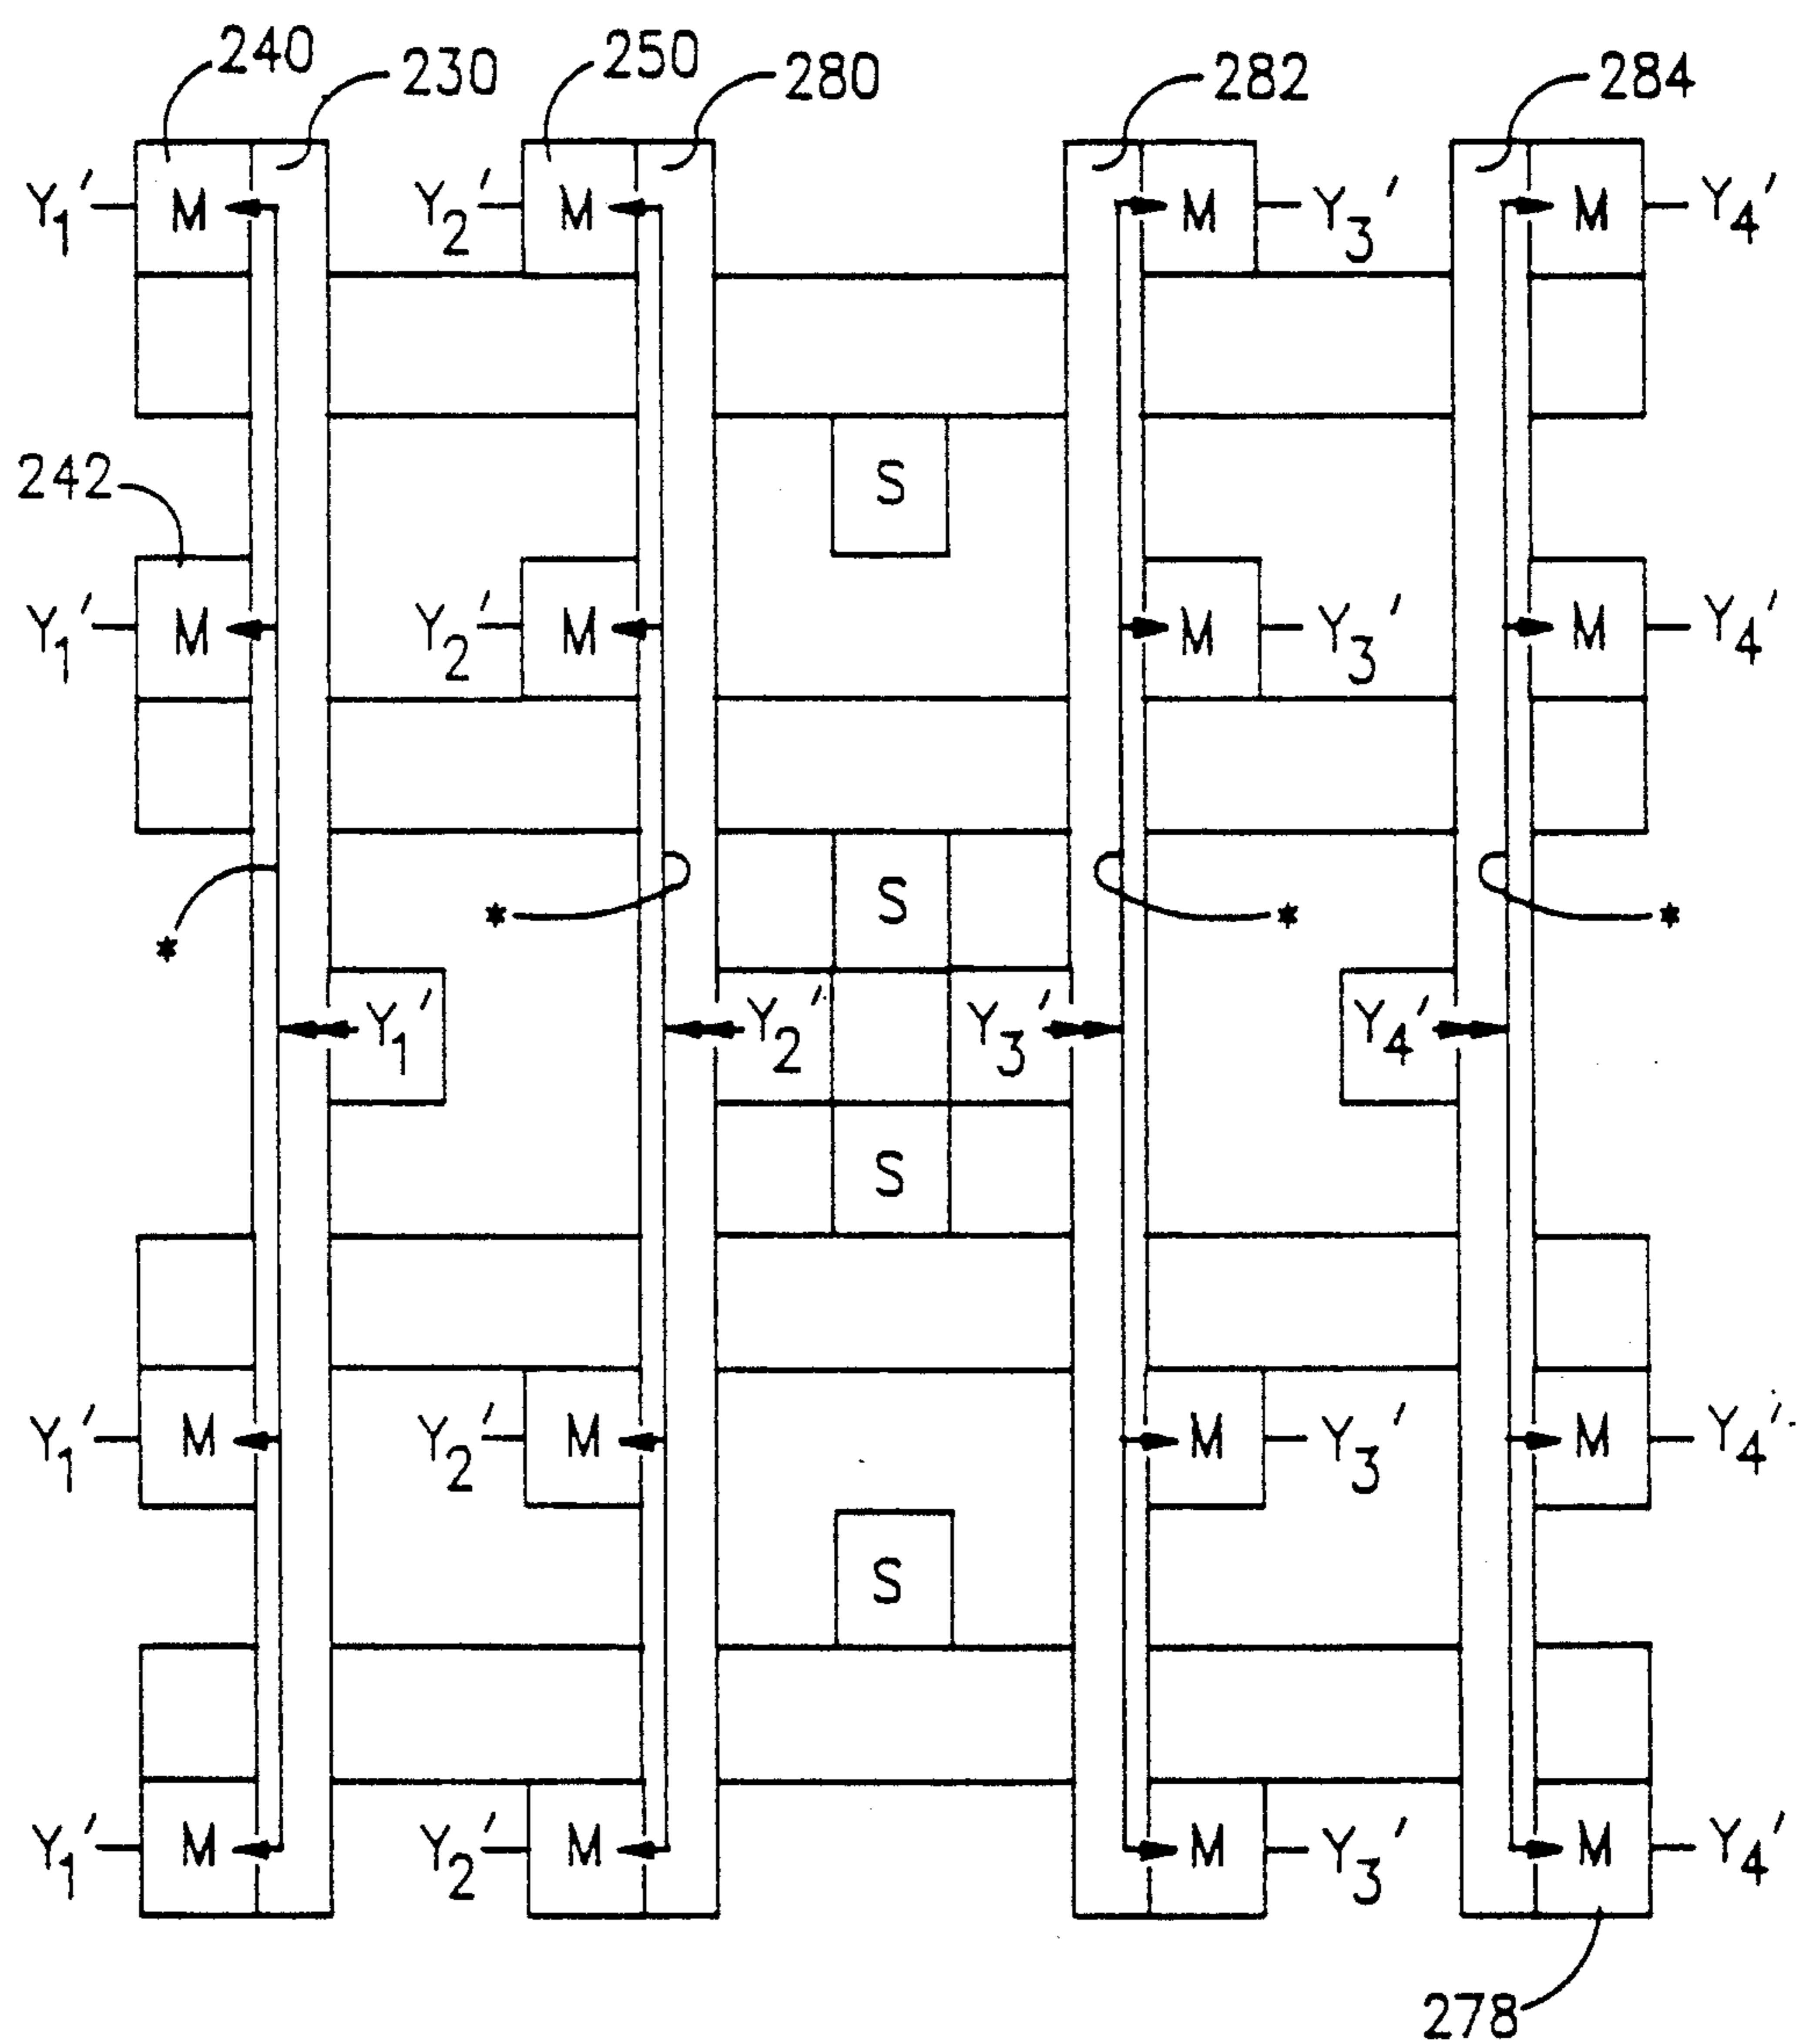 240 230 250 280 282 284
Y1' M Y2' M M Y3' M Y4'
S
242
Y1' M Y2' M M Y3' M Y4'
S
* * * *
Y1' Y2' Y3' Y4'
S
Y1' M Y2' M M Y3' M Y4'
S
Y1' M Y2' M M Y3' M Y4'
278